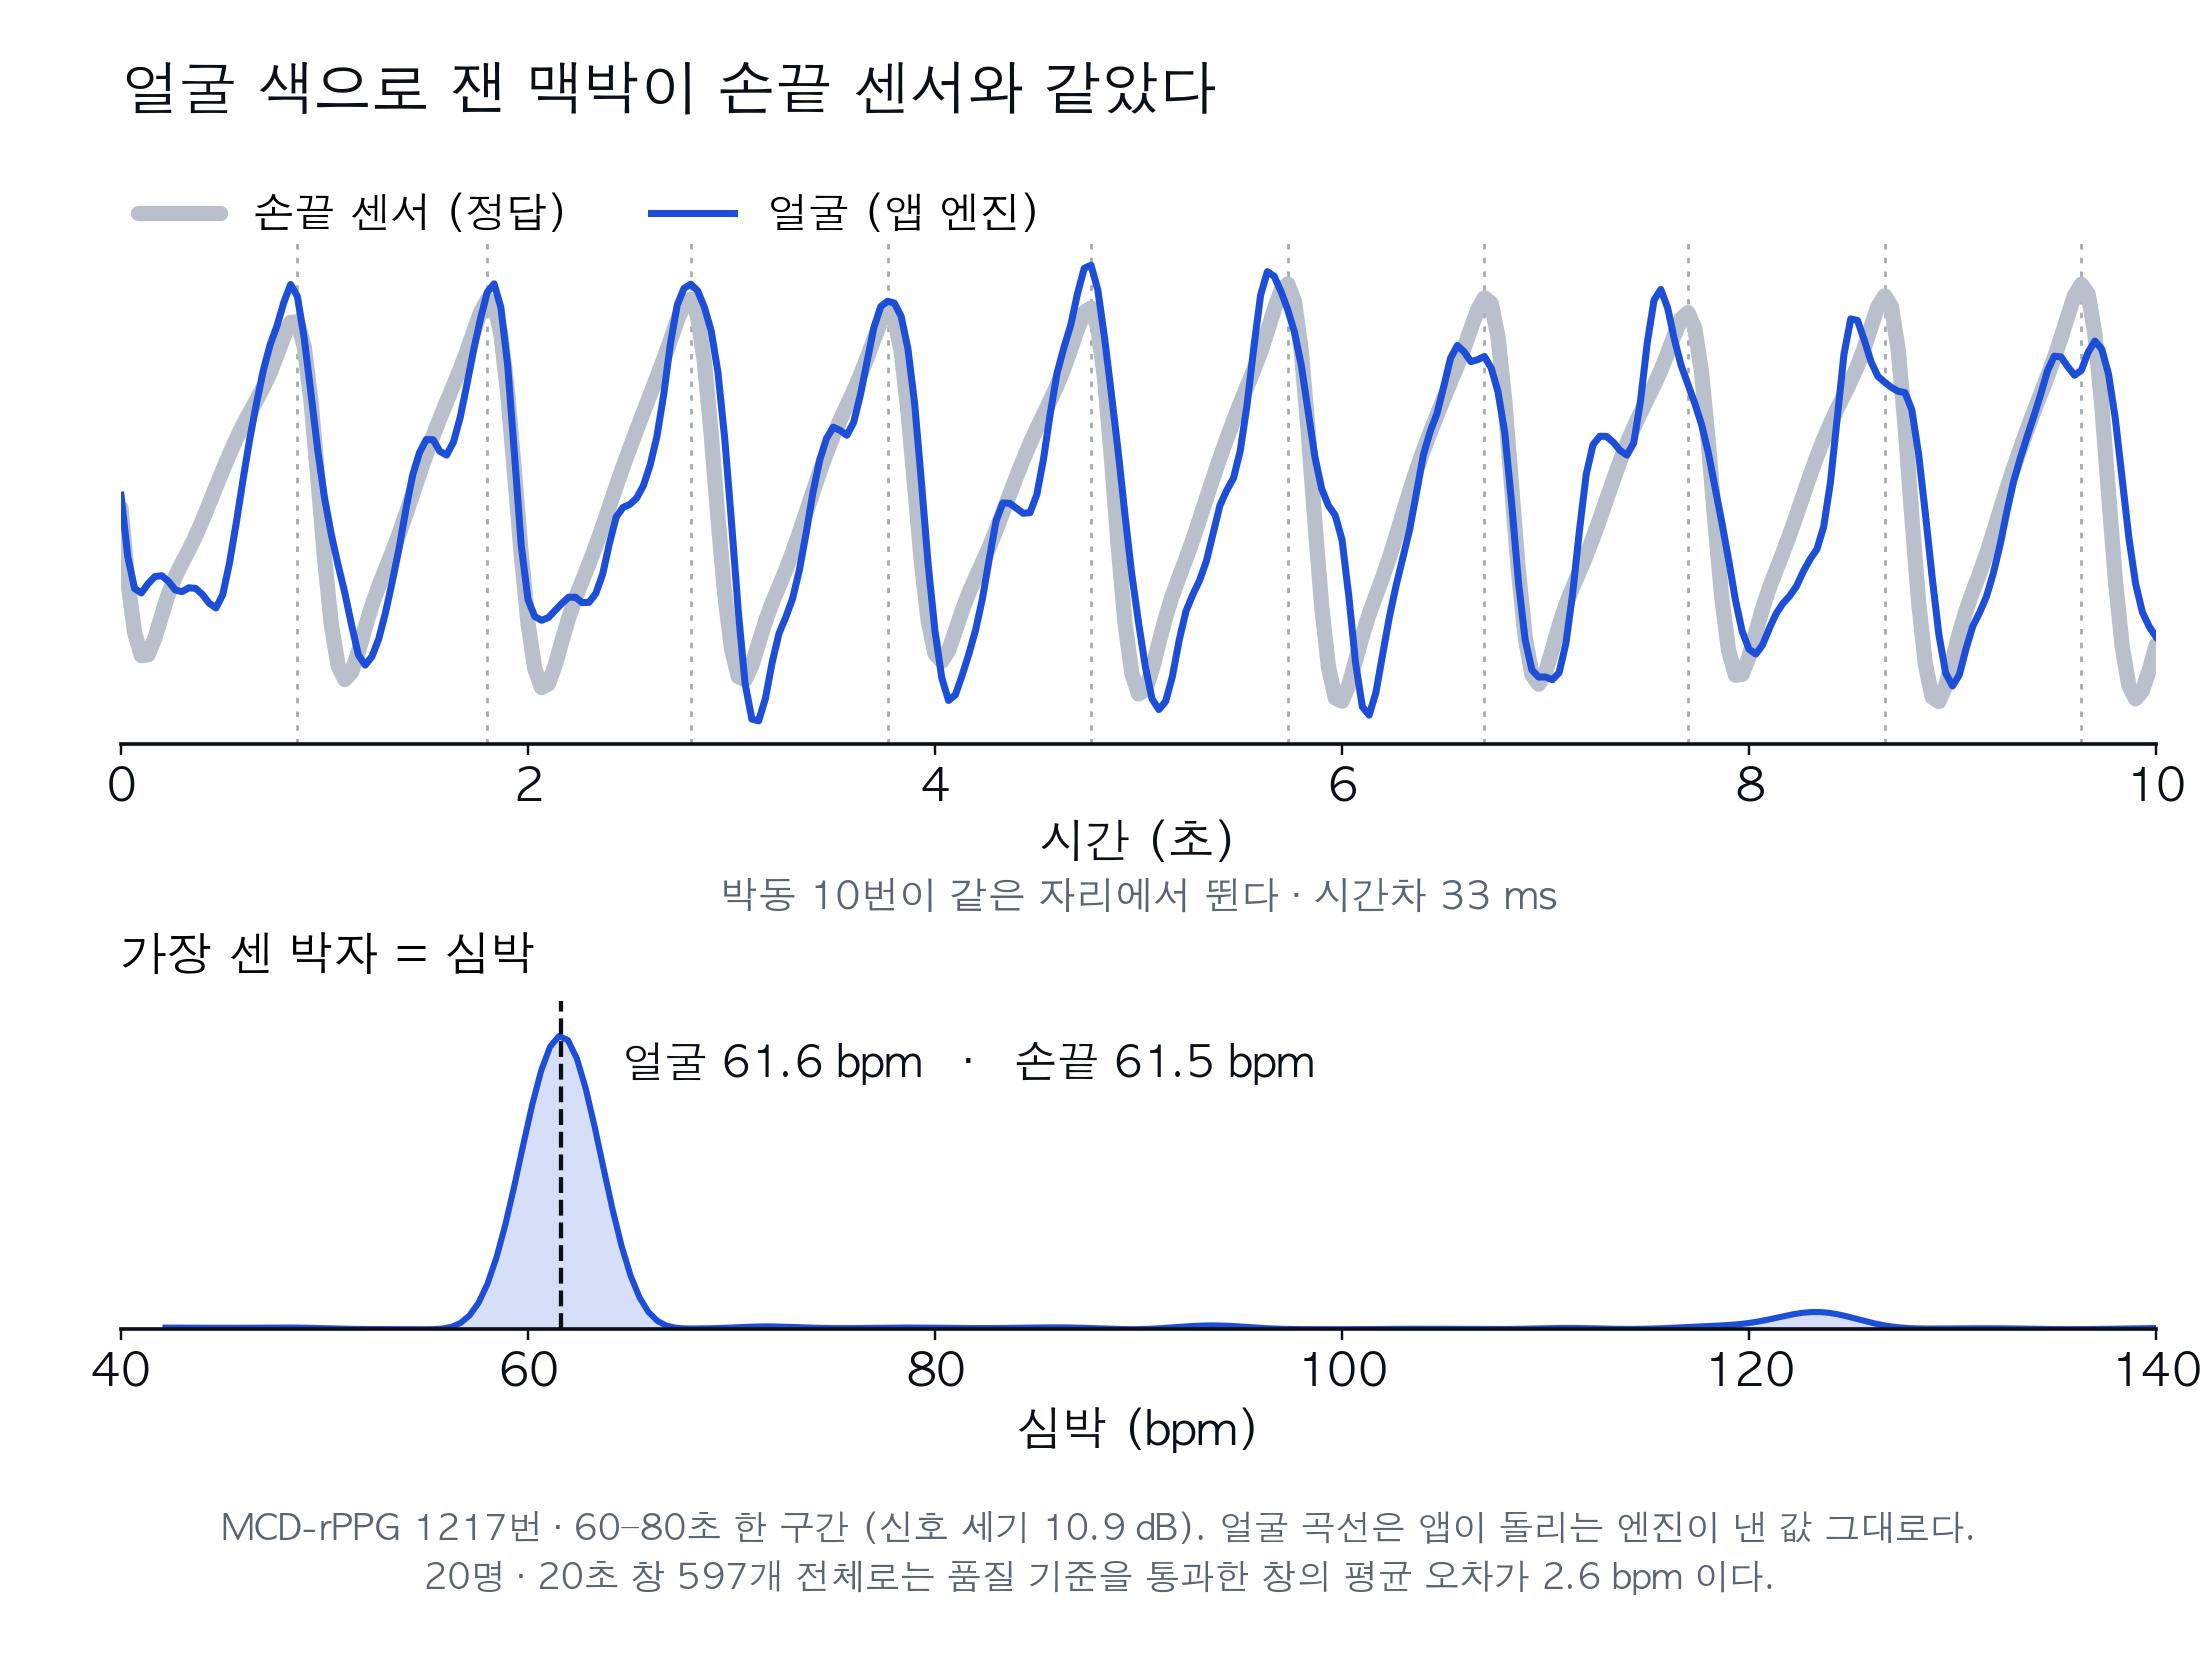 얼굴 색으로 잰 맥박이 손끝 센서와 같았다
손끝 센서 (정답) 얼굴 (앱 엔진)
0 2 4 6 8 10
시간 (초)
박동 10번이 같은 자리에서 뛴다 · 시간차 33 ms
가장 센 박자 = 심박
얼굴 61.6 bpm · 손끝 61.5 bpm
40 60 80 100 120 140
심박 (bpm)
MCD-rPPG 1217번 · 60–80초 한 구간 (신호 세기 10.9 dB). 얼굴 곡선은 앱이 돌리는 엔진이 낸 값 그대로다.
20명 · 20초 창 597개 전체로는 품질 기준을 통과한 창의 평균 오차가 2.6 bpm 이다.